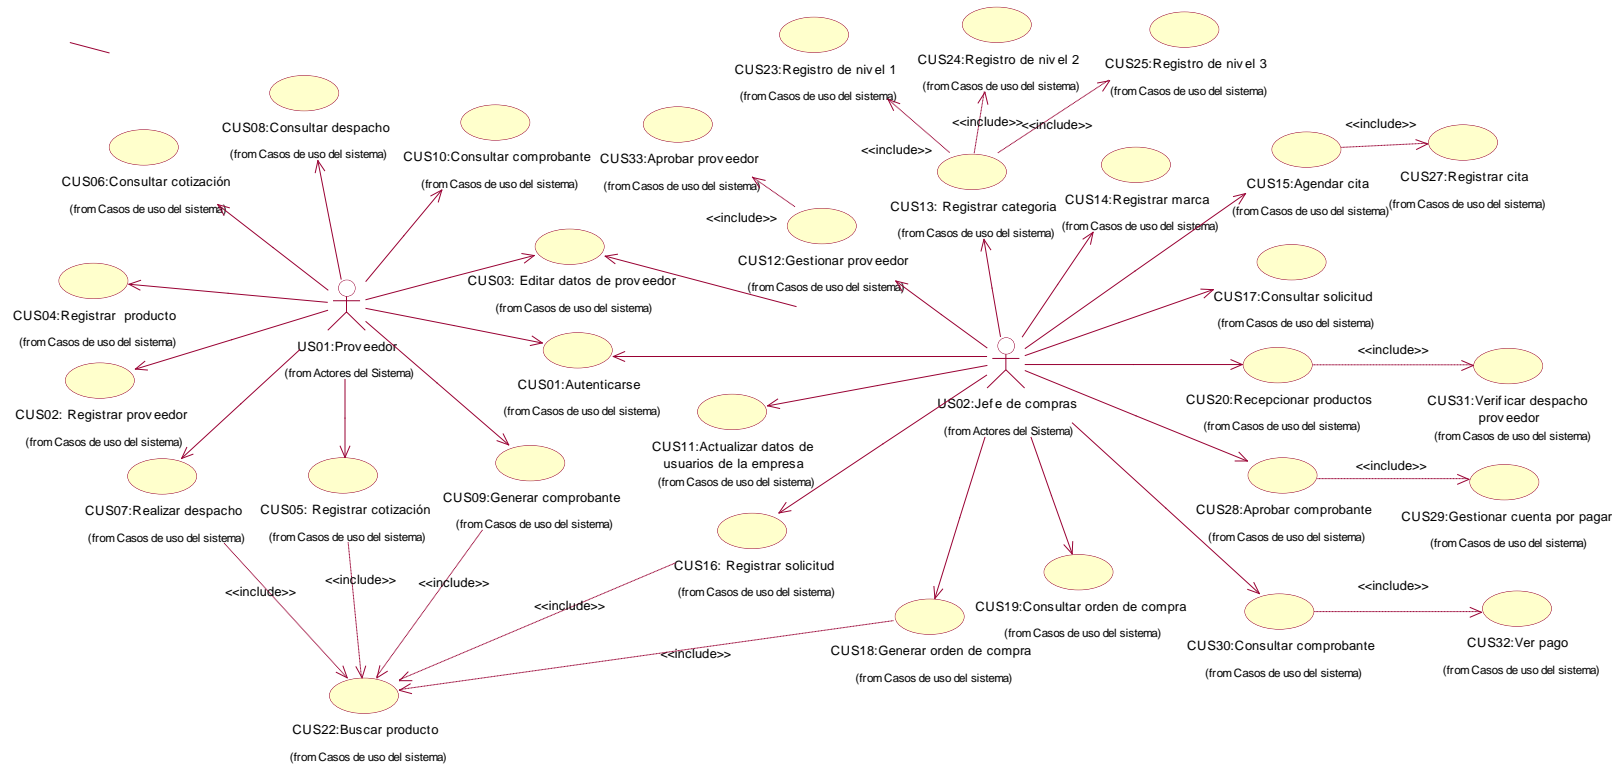 CUS23:Registro de nivel 1
(from Casos de uso del sistema)
CUS24:Registro de nivel 2
(from Casos de uso del sistema)
CUS25:Registro de nivel 3
(from Casos de uso del sistema)
<<include>>
<<include>>
<<include>>
CUS08:Consultar despacho
(from Casos de uso del sistema)
CUS10:Consultar comprobante
(from Casos de uso del sistema)
CUS33:Aprobar proveedor
(from Casos de uso del sistema)
<<include>>
CUS06:Consultar cotización
(from Casos de uso del sistema)
CUS13: Registrar categoria
(from Casos de uso del sistema)
CUS14:Registrar marca
(from Casos de uso del sistema)
CUS15:Agendar cita
(from Casos de uso del sistema)
<<include>>
CUS27:Registrar cita
(from Casos de uso del sistema)
CUS12:Gestionar proveedor
(from Casos de uso del sistema)
CUS03: Editar datos de proveedor
(from Casos de uso del sistema)
CUS17:Consultar solicitud
(from Casos de uso del sistema)
CUS04:Registrar  producto
(from Casos de uso del sistema)
US01:Proveedor
(from Actores del Sistema)
CUS01:Autenticarse
(from Casos de uso del sistema)
CUS02: Registrar proveedor
(from Casos de uso del sistema)
US02:Jefe de compras
(from Actores del Sistema)
CUS20:Recepcionar productos
(from Casos de uso del sistema)
<<include>>
CUS31:Verificar despacho
proveedor
(from Casos de uso del sistema)
CUS11:Actualizar datos de
usuarios de la empresa
(from Casos de uso del sistema)
CUS07:Realizar despacho
(from Casos de uso del sistema)
CUS05: Registrar cotización
(from Casos de uso del sistema)
CUS09:Generar comprobante
(from Casos de uso del sistema)
CUS28:Aprobar comprobante
(from Casos de uso del sistema)
<<include>>
CUS29:Gestionar cuenta por pagar
(from Casos de uso del sistema)
CUS16: Registrar solicitud
(from Casos de uso del sistema)
<<include>>
<<include>>
<<include>>
<<include>>
CUS19:Consultar orden de compra
(from Casos de uso del sistema)
CUS18:Generar orden de compra
(from Casos de uso del sistema)
<<include>>
CUS30:Consultar comprobante
(from Casos de uso del sistema)
<<include>>
CUS32:Ver pago
(from Casos de uso del sistema)
CUS22:Buscar producto
(from Casos de uso del sistema)